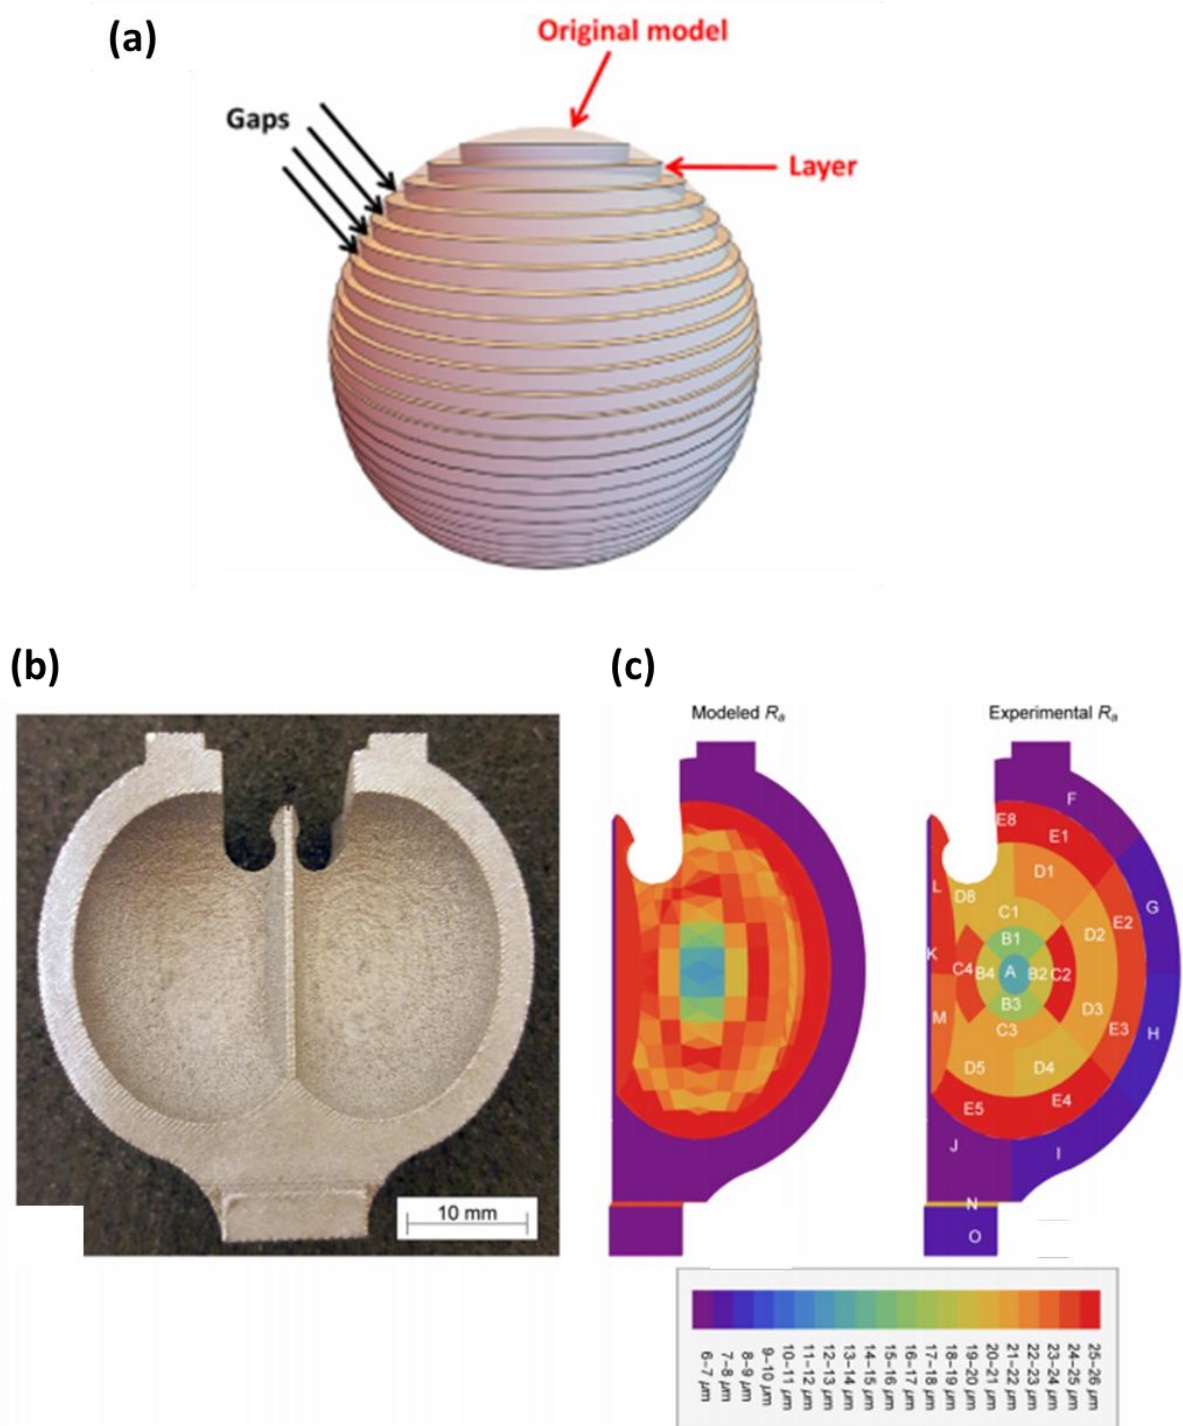 (a)
Original model
Gaps
Layer
(b)
(c)
10 mm
Modeled Ra
Experimental Ra
F
E8
E1
D1
L
D8
G
C1
E2
B1
D2
K
C4
B4
A
B2
C2
B3
D3
M
C3
E3
H
D5
D4
E4
E5
J
I
N
O
6–7 μm
7–8 μm
8–9 μm
9–10 μm
10–11 μm
11–12 μm
12–13 μm
13–14 μm
14–15 μm
15–16 μm
16–17 μm
17–18 μm
18–19 μm
19–20 μm
20–21 μm
21–22 μm
22–23 μm
23–24 μm
24–25 μm
25–26 μm